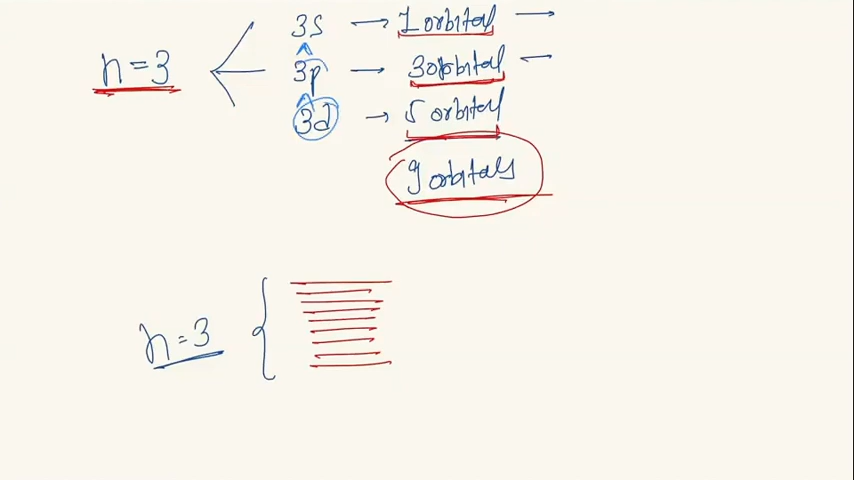 3s → 1 orbital →
n=3 3p → 3 orbital →
3d → 5 orbital
9 orbitals
n=3 {